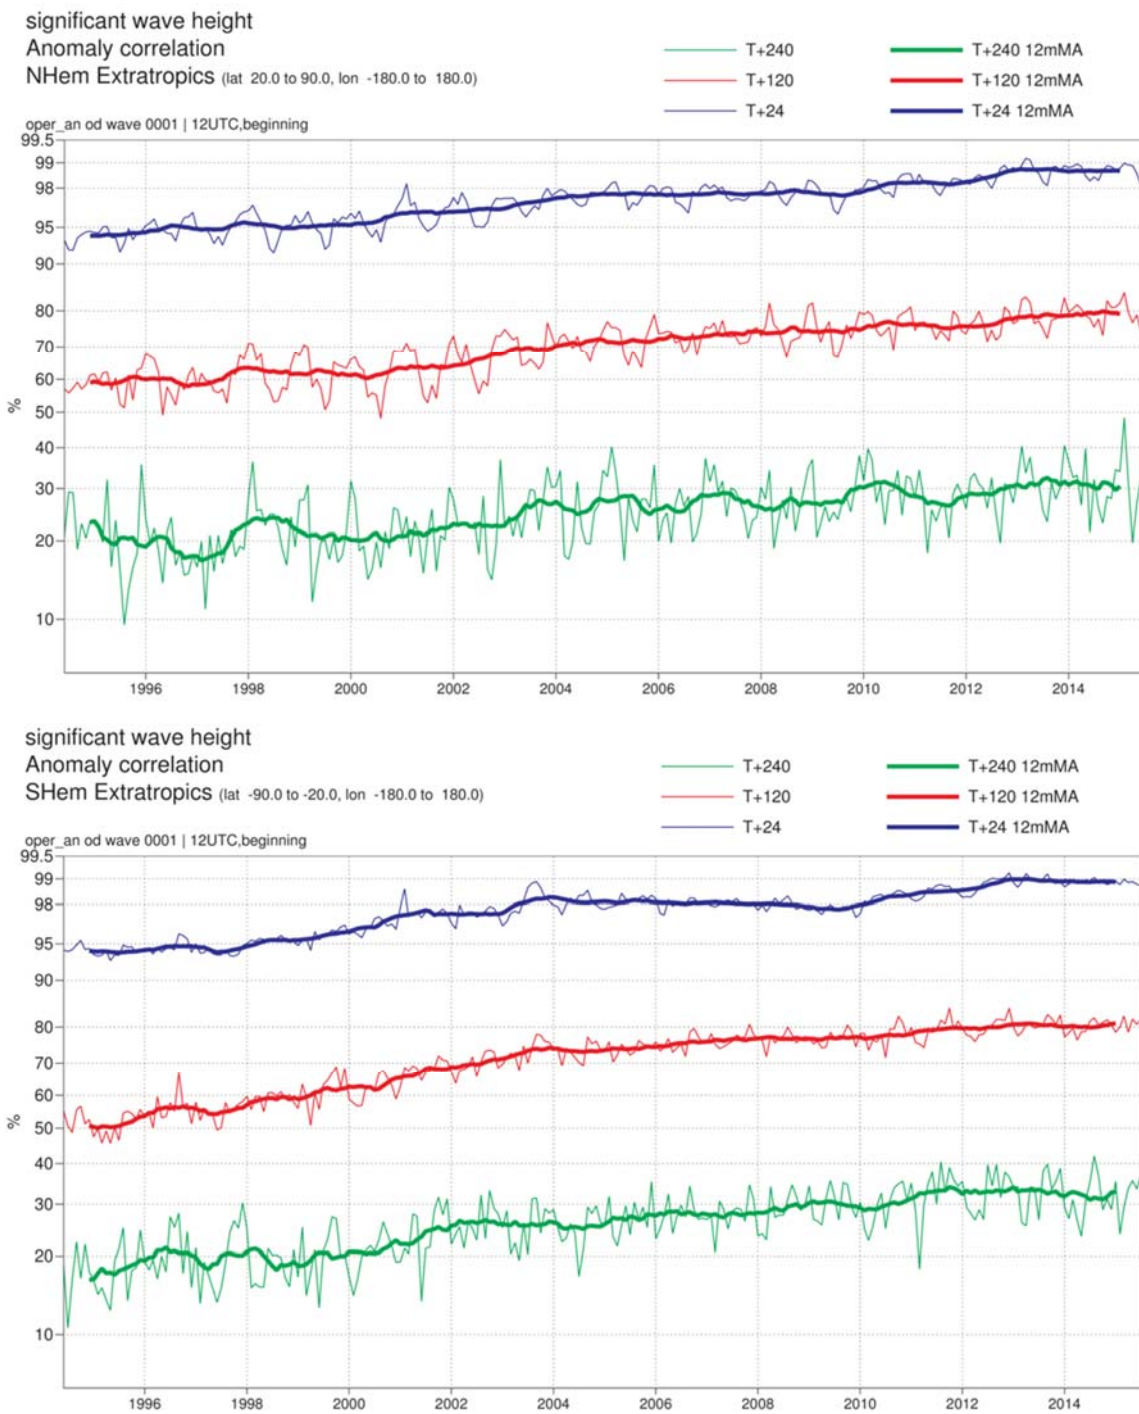 significant wave height
Anomaly correlation
NHem Extratropics (lat 20.0 to 90.0, lon -180.0 to 180.0)
T+240
T+240 12mMA
T+120
T+120 12mMA
T+24
T+24 12mMA
oper_an od wave 0001 | 12UTC,beginning
99.5
99
98
95
90
80
70
60
50
%
40
30
20
10
1996 1998 2000 2002 2004 2006 2008 2010 2012 2014
significant wave height
Anomaly correlation
SHem Extratropics (lat -90.0 to -20.0, lon -180.0 to 180.0)
T+240
T+240 12mMA
T+120
T+120 12mMA
T+24
T+24 12mMA
oper_an od wave 0001 | 12UTC,beginning
99.5
99
98
95
90
80
70
60
50
%
40
30
20
10
1996 1998 2000 2002 2004 2006 2008 2010 2012 2014